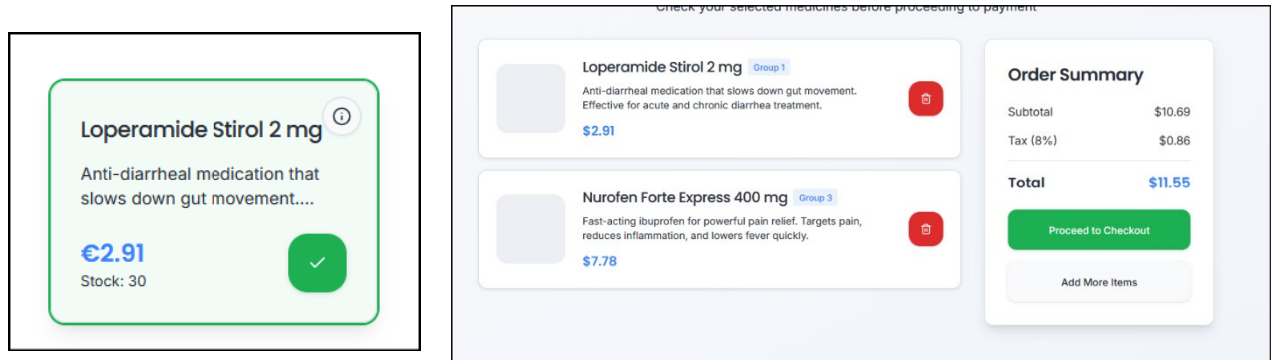 Loperamide Stirol 2 mg
Anti-diarrheal medication that
slows down gut movement....
€2.91
Stock: 30
Check your selected medicines before proceeding to payment
Loperamide Stirol 2 mg Group 1
Anti-diarrheal medication that slows down gut movement.
Effective for acute and chronic diarrhea treatment.
$2.91
Nurofen Forte Express 400 mg Group 3
Fast-acting ibuprofen for powerful pain relief. Targets pain,
reduces inflammation, and lowers fever quickly.
$7.78
Order Summary
Subtotal $10.69
Tax (8%) $0.86
Total $11.55
Proceed to Checkout
Add More Items